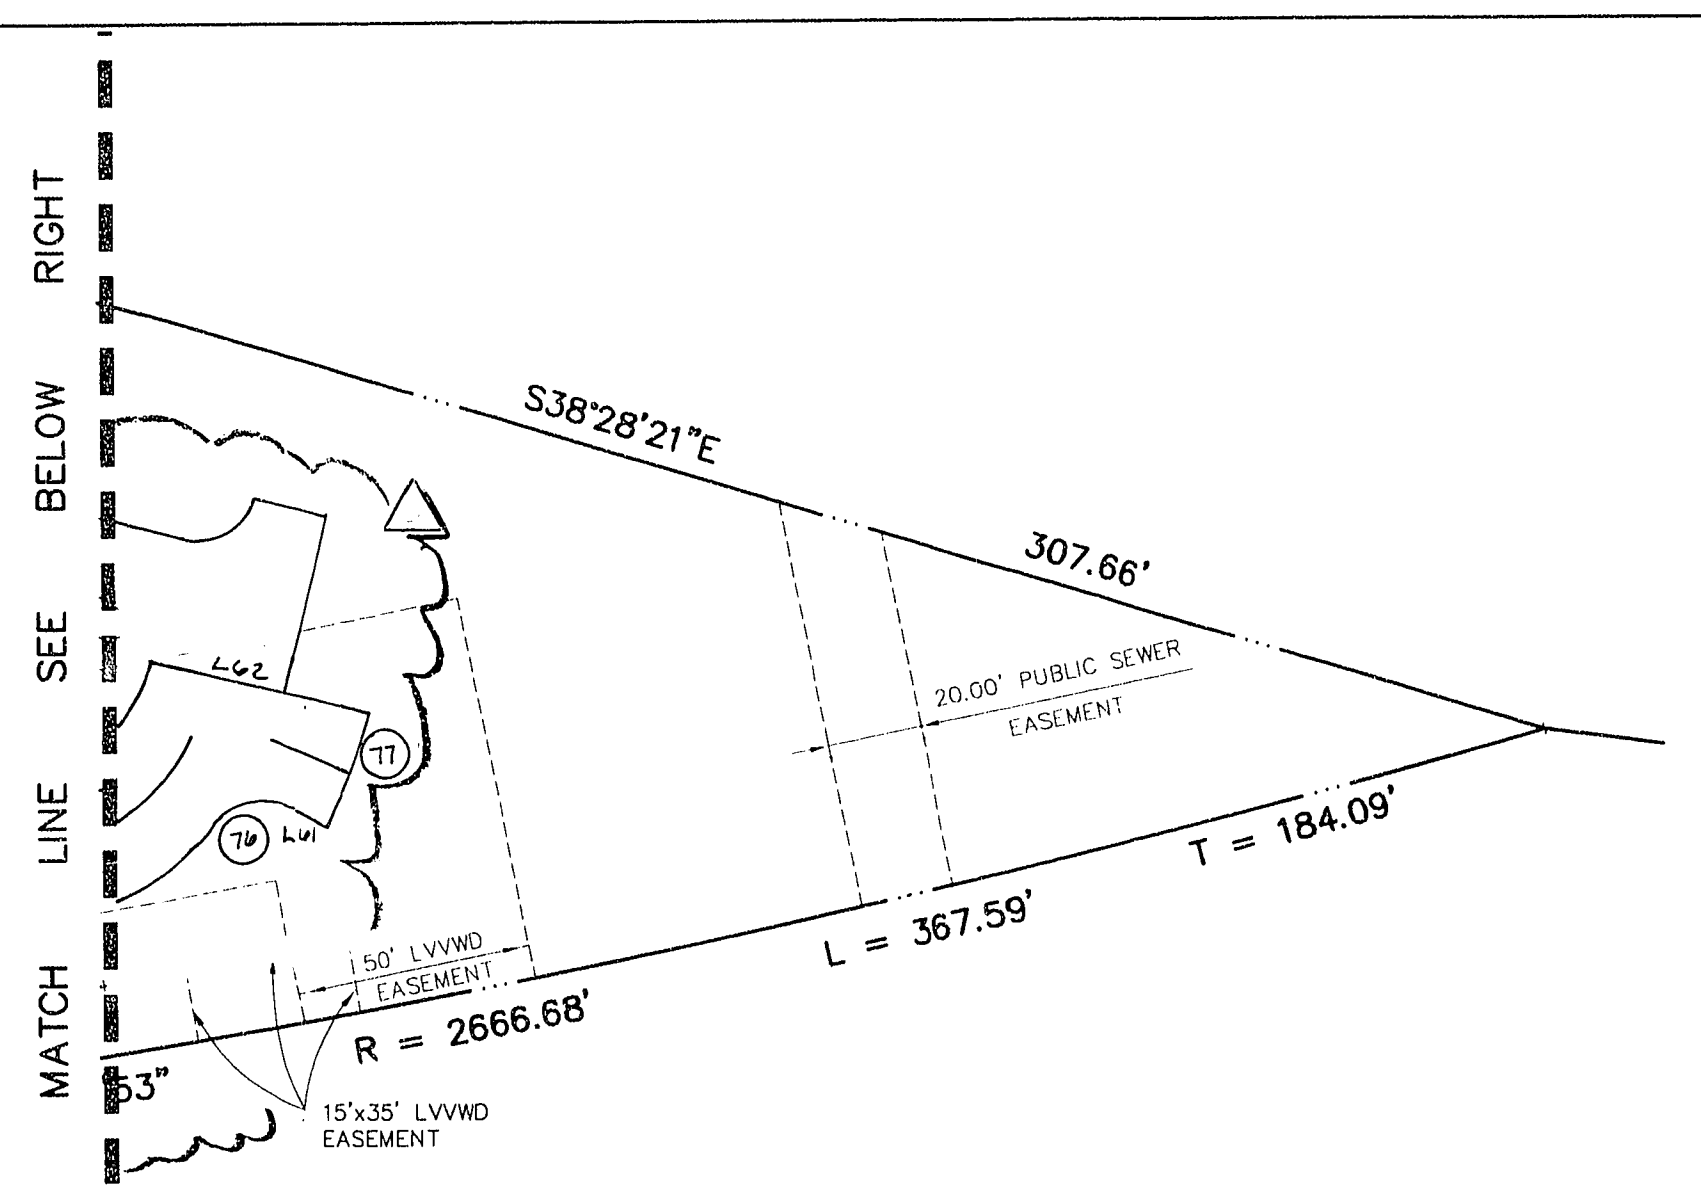 MATCH LINE SEE BELOW RIGHT
S38°28'21"E
307.66'
L62
77
76
L61
20.00' PUBLIC SEWER
EASEMENT
T = 184.09'
L = 367.59'
50' LVVWD
EASEMENT
R = 2666.68'
53"
15'x35' LVVWD
EASEMENT